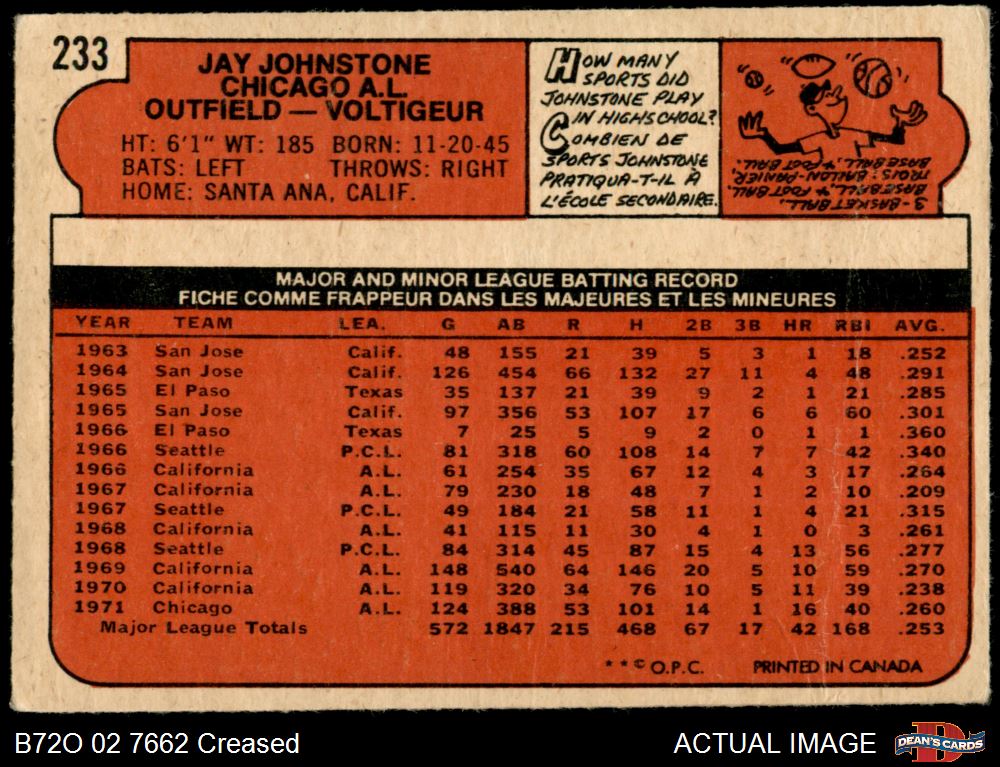 233
JAY JOHNSTONE
CHICAGO A.L.
OUTFIELD — VOLTIGEUR
HT: 6'1" WT: 185 BORN: 11-20-45
BATS: LEFT THROWS: RIGHT
HOME: SANTA ANA, CALIF.
HOW MANY
SPORTS DID
JOHNSTONE PLAY
IN HIGH SCHOOL?
COMBIEN DE
SPORTS JOHNSTONE
PRATIQUA-T-IL À
L'ÉCOLE SECONDAIRE.
3-BASKETBALL,
BASEBALL, & FOOTBALL.
TROIS: BALLON-PANIER,
BASEBALL, & FOOTBALL.
MAJOR AND MINOR LEAGUE BATTING RECORD
FICHE COMME FRAPPEUR DANS LES MAJEURES ET LES MINEURES
YEAR TEAM LEA. G AB R H 2B 3B HR RBI AVG.
1963 San Jose Calif. 48 155 21 39 5 3 1 18 .252
1964 San Jose Calif. 126 454 66 132 27 11 4 48 .291
1965 El Paso Texas 35 137 21 39 9 2 1 21 .285
1965 San Jose Calif. 97 356 53 107 17 6 6 60 .301
1966 El Paso Texas 7 25 5 9 2 0 1 1 .360
1966 Seattle P.C.L. 81 318 60 108 14 7 7 42 .340
1966 California A.L. 61 254 35 67 12 4 3 17 .264
1967 California A.L. 79 230 18 48 7 1 2 10 .209
1967 Seattle P.C.L. 49 184 21 58 11 1 4 21 .315
1968 California A.L. 41 115 11 30 4 1 0 3 .261
1968 Seattle P.C.L. 84 314 45 87 15 4 13 56 .277
1969 California A.L. 148 540 64 146 20 5 10 59 .270
1970 California A.L. 119 320 34 76 10 5 11 39 .238
1971 Chicago A.L. 124 388 53 101 14 1 16 40 .260
Major League Totals 572 1847 215 468 67 17 42 168 .253
* * © O.P.C. PRINTED IN CANADA
B72O 02 7662 Creased
ACTUAL IMAGE
D
DEAN'S CARDS